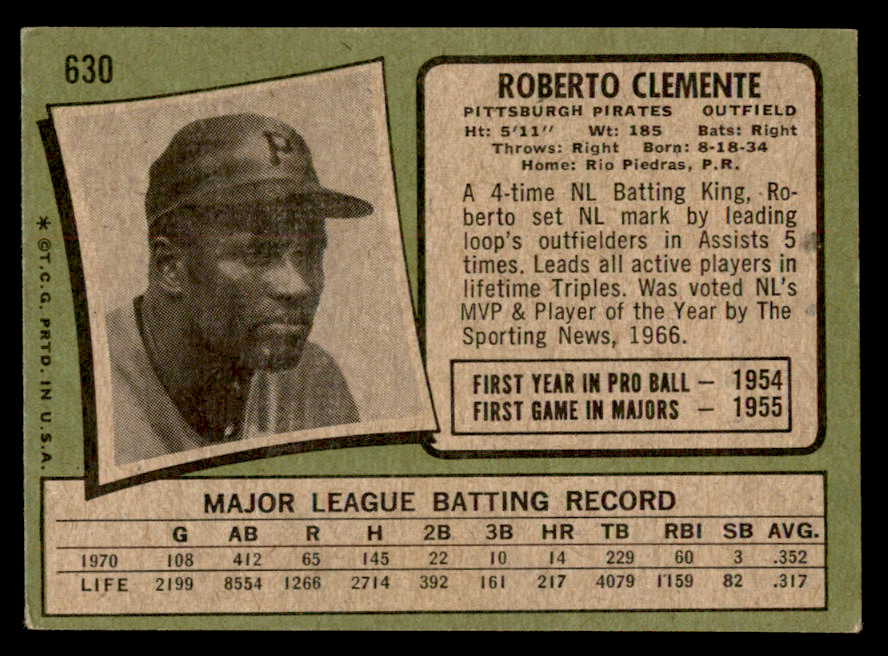 630
P
* ©T.C.G. PRTD. IN U.S.A.
ROBERTO CLEMENTE
PITTSBURGH PIRATES OUTFIELD
Ht: 5'11" Wt: 185 Bats: Right
Throws: Right Born: 8-18-34
Home: Rio Piedras, P.R.
A 4-time NL Batting King, Ro-
berto set NL mark by leading
loop's outfielders in Assists 5
times. Leads all active players in
lifetime Triples. Was voted NL's
MVP & Player of the Year by The
Sporting News, 1966.
FIRST YEAR IN PRO BALL — 1954
FIRST GAME IN MAJORS — 1955
MAJOR LEAGUE BATTING RECORD
G AB R H 2B 3B HR TB RBI SB AVG.
1970 108 412 65 145 22 10 14 229 60 3 .352
LIFE 2199 8554 1266 2714 392 161 217 4079 1159 82 .317